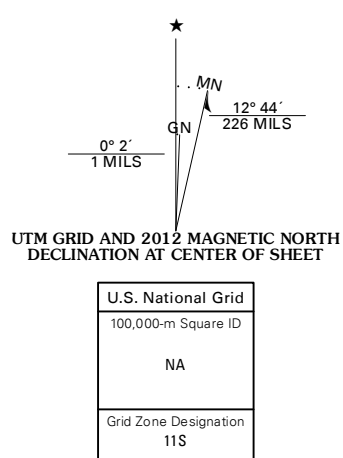 ★
MN
12° 44´
226 MILS
GN
0° 2´
1 MILS
UTM GRID AND 2012 MAGNETIC NORTH
DECLINATION AT CENTER OF SHEET
U.S. National Grid
100,000-m Square ID
NA
Grid Zone Designation
11S